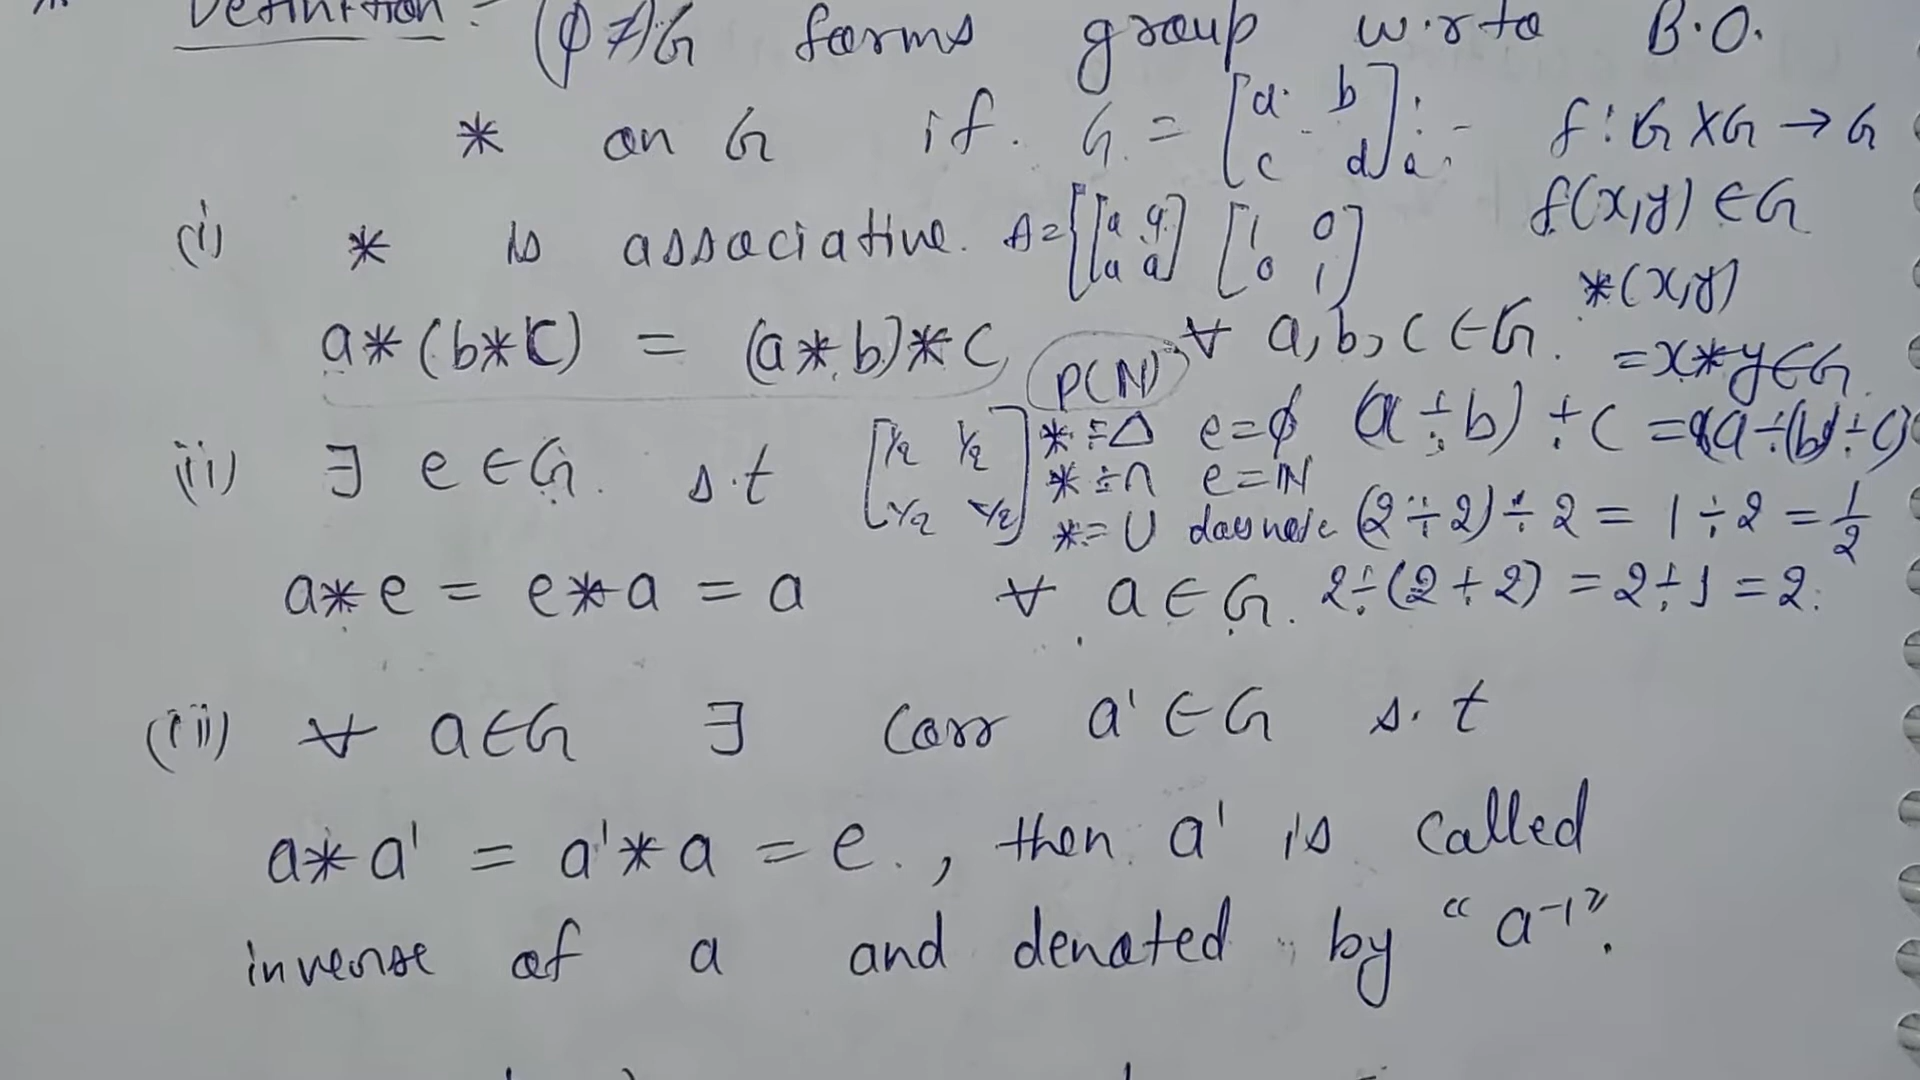 Definition :- (ϕ ≠) G forms group w.r to B.O.
* on G if. G = [a b; c d] : - f : G X G → G
f(x,y) ∈ G
(i) * is associative. A = {[a a; a a] [1 0; 0 1]
*(x,y)
a*(b*c) = (a*b)*c, ∀ a,b,c ∈ G. = x*y ∈ G
P(N)
*:=Δ e=ϕ (a÷b)÷c = (a÷(b÷c)
(ii) ∃ e ∈ G. s.t [1/2 1/2; 1/2 1/2] *:=∩ e=N
*=∪ (2÷2)÷2 = 1÷2 = 1/2
a*e = e*a = a ∀ a ∈ G. 2÷(2÷2) = 2÷1 = 2.
(iii) ∀ a∈G ∃ corr a' ∈ G s.t
a*a' = a'*a = e., then a' is called
inverse of a and denoted by "a⁻¹".